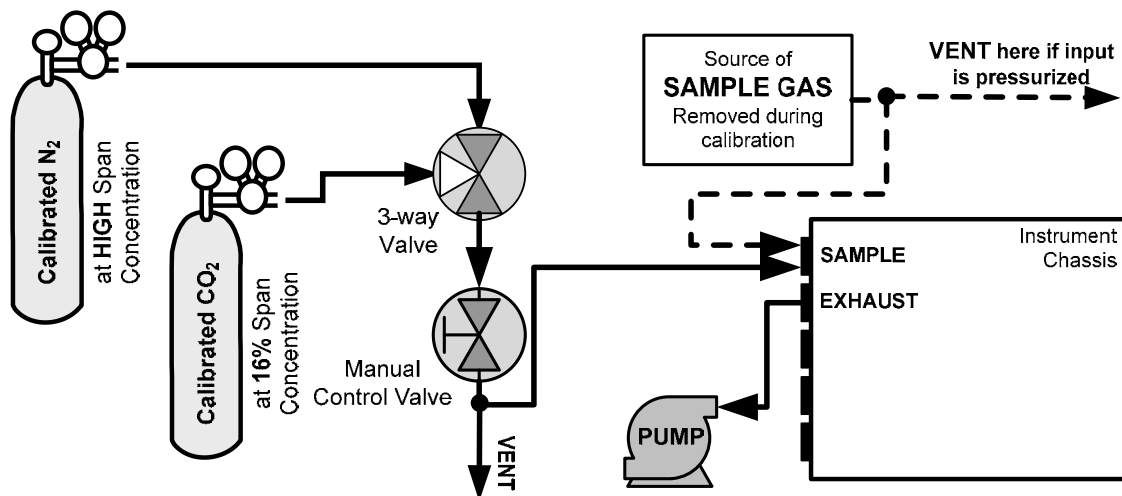 Calibrated N2
at HIGH Span
Concentration
Calibrated CO2
at 16% Span
Concentration
3-way
Valve
Manual
Control Valve
VENT
Source of
SAMPLE GAS
Removed during
calibration
VENT here if input
is pressurized
SAMPLE
EXHAUST
Instrument
Chassis
PUMP